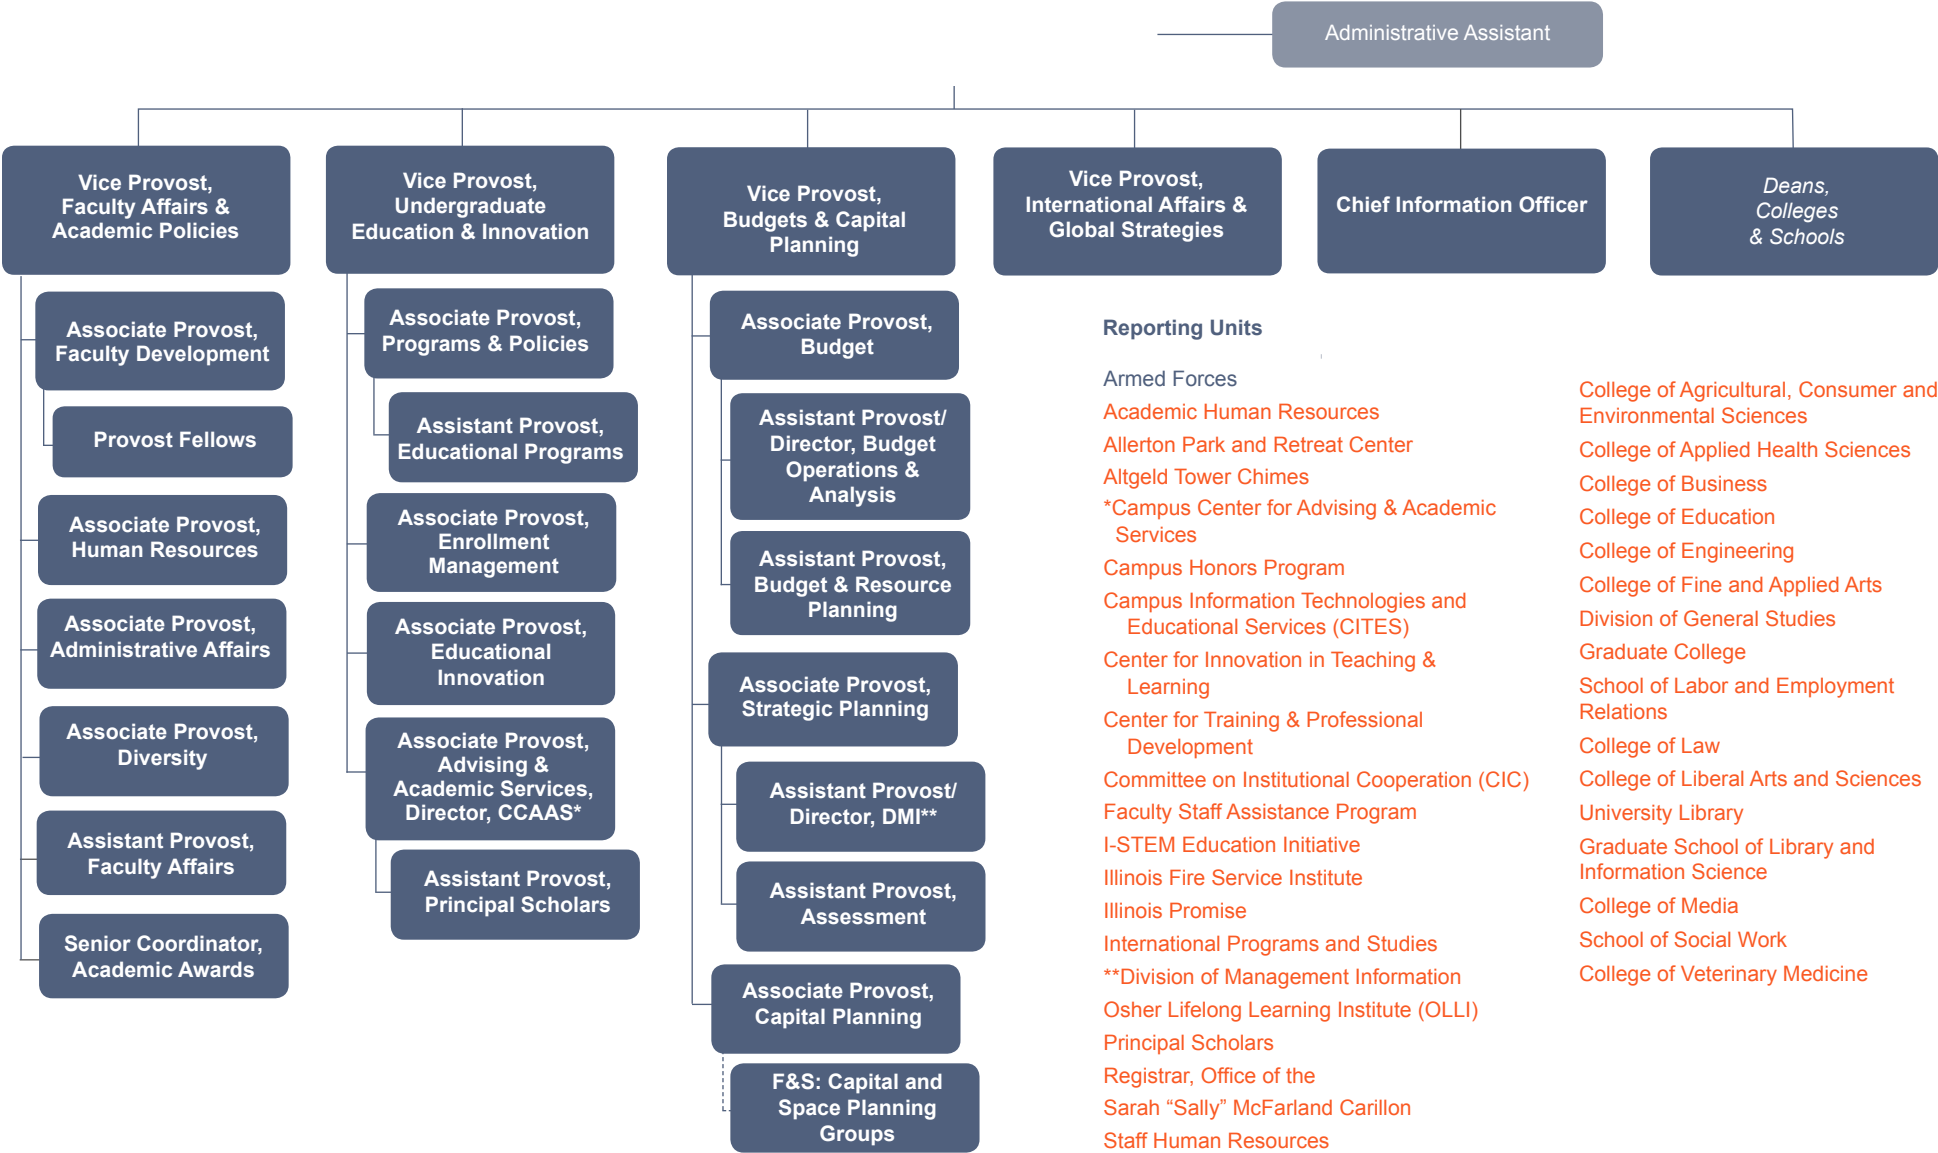 Administrative Assistant
Vice Provost,
Faculty Affairs &
Academic Policies
Vice Provost,
Undergraduate
Education & Innovation
Vice Provost,
Budgets & Capital
Planning
Vice Provost,
International Affairs &
Global Strategies
Chief Information Officer
Deans,
Colleges
& Schools
Associate Provost,
Faculty Development
Provost Fellows
Associate Provost,
Human Resources
Associate Provost,
Administrative Affairs
Associate Provost,
Diversity
Assistant Provost,
Faculty Affairs
Senior Coordinator,
Academic Awards
Associate Provost,
Programs & Policies
Assistant Provost,
Educational Programs
Associate Provost,
Enrollment
Management
Associate Provost,
Educational
Innovation
Associate Provost,
Advising &
Academic Services,
Director, CCAAS*
Assistant Provost,
Principal Scholars
Associate Provost,
Budget
Assistant Provost/
Director, Budget
Operations &
Analysis
Assistant Provost,
Budget & Resource
Planning
Associate Provost,
Strategic Planning
Assistant Provost/
Director, DMI**
Assistant Provost,
Assessment
Associate Provost,
Capital Planning
F&S: Capital and
Space Planning
Groups
Reporting Units
Armed Forces
Academic Human Resources
Allerton Park and Retreat Center
Altgeld Tower Chimes
*Campus Center for Advising & Academic
Services
Campus Honors Program
Campus Information Technologies and
Educational Services (CITES)
Center for Innovation in Teaching &
Learning
Center for Training & Professional
Development
Committee on Institutional Cooperation (CIC)
Faculty Staff Assistance Program
I-STEM Education Initiative
Illinois Fire Service Institute
Illinois Promise
International Programs and Studies
**Division of Management Information
Osher Lifelong Learning Institute (OLLI)
Principal Scholars
Registrar, Office of the
Sarah “Sally” McFarland Carillon
Staff Human Resources
College of Agricultural, Consumer and
Environmental Sciences
College of Applied Health Sciences
College of Business
College of Education
College of Engineering
College of Fine and Applied Arts
Division of General Studies
Graduate College
School of Labor and Employment
Relations
College of Law
College of Liberal Arts and Sciences
University Library
Graduate School of Library and
Information Science
College of Media
School of Social Work
College of Veterinary Medicine